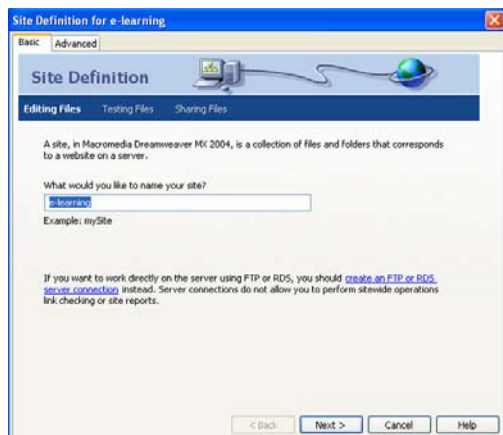 Site Definition for e-learning
Basic Advanced
Site Definition
Editing Files Testing Files Sharing Files
A site, in Macromedia Dreamweaver MX 2004, is a collection of files and folders that corresponds
to a website on a server.
What would you like to name your site?
e-learning
Example: mySite
If you want to work directly on the server using FTP or RDS, you should create an FTP or RDS
server connection instead. Server connections do not allow you to perform sitewide operations
link checking or site reports.
< Back Next > Cancel Help